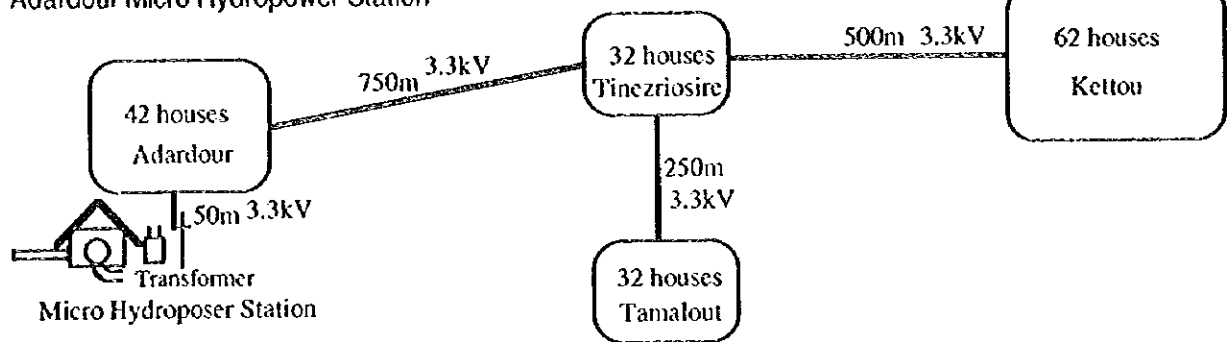 Adardour Micro Hydropower Station
42 houses
Adardour
750m 3.3kV
32 houses
Tinezriosire
500m 3.3kV
62 houses
Kettou
50m 3.3kV
Transformer
Micro Hydroposer Station
250m
3.3kV
32 houses
Tamalout